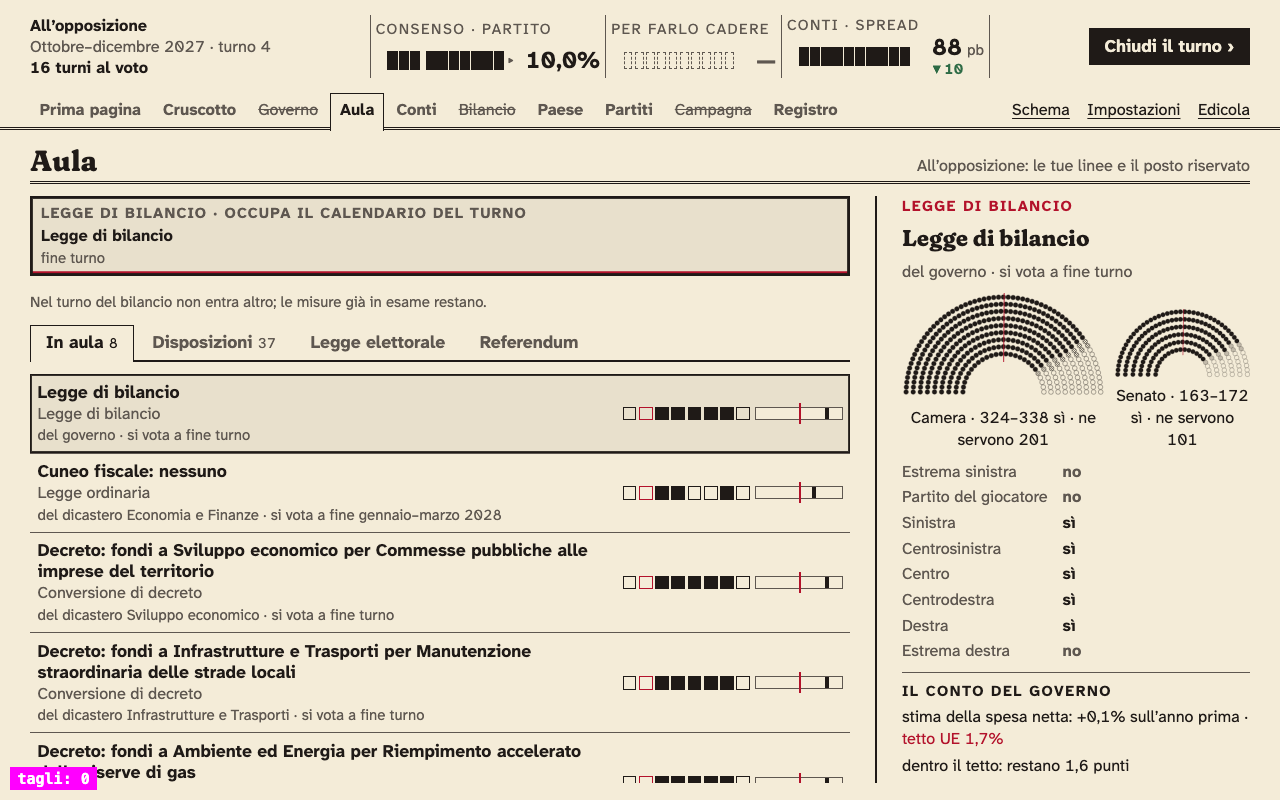 All'opposizione
Ottobre–dicembre 2027 · turno 4
16 turni al voto
CONSENSO · PARTITO
10,0%
PER FARLO CADERE
—
CONTI · SPREAD
88 pb
▼10
Chiudi il turno ›
Prima pagina
Cruscotto
Governo
Aula
Conti
Bilancio
Paese
Partiti
Campagna
Registro
Schema
Impostazioni
Edicola
Aula
All'opposizione: le tue linee e il posto riservato
LEGGE DI BILANCIO · OCCUPA IL CALENDARIO DEL TURNO
Legge di bilancio
fine turno
Nel turno del bilancio non entra altro; le misure già in esame restano.
In aula 8
Disposizioni 37
Legge elettorale
Referendum
Legge di bilancio
Legge di bilancio
del governo · si vota a fine turno
Cuneo fiscale: nessuno
Legge ordinaria
del dicastero Economia e Finanze · si vota a fine gennaio–marzo 2028
Decreto: fondi a Sviluppo economico per Commesse pubbliche alle
imprese del territorio
Conversione di decreto
del dicastero Sviluppo economico · si vota a fine turno
Decreto: fondi a Infrastrutture e Trasporti per Manutenzione
straordinaria delle strade locali
Conversione di decreto
del dicastero Infrastrutture e Trasporti · si vota a fine turno
Decreto: fondi a Ambiente ed Energia per Riempimento accelerato
riserve di gas
tagli: 0
LEGGE DI BILANCIO
Legge di bilancio
del governo · si vota a fine turno
Camera · 324–338 sì · ne
servono 201
Senato · 163–172
sì · ne servono
101
Estrema sinistra no
Partito del giocatore no
Sinistra sì
Centrosinistra sì
Centro sì
Centrodestra sì
Destra sì
Estrema destra no
IL CONTO DEL GOVERNO
stima della spesa netta: +0,1% sull'anno prima ·
tetto UE 1,7%
dentro il tetto: restano 1,6 punti